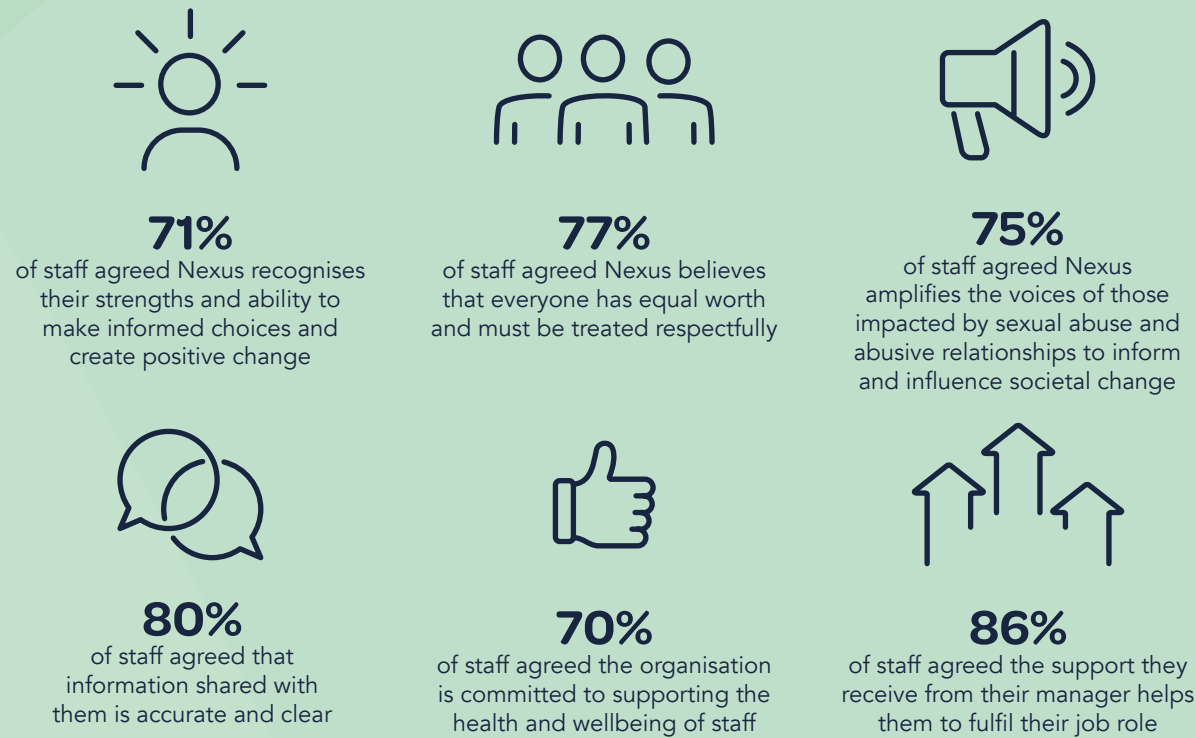 71%
of staff agreed Nexus recognises
their strengths and ability to
make informed choices and
create positive change
77%
of staff agreed Nexus believes
that everyone has equal worth
and must be treated respectfully
75%
of staff agreed Nexus
amplifies the voices of those
impacted by sexual abuse and
abusive relationships to inform
and influence societal change
80%
of staff agreed that
information shared with
them is accurate and clear
70%
of staff agreed the organisation
is committed to supporting the
health and wellbeing of staff
86%
of staff agreed the support they
receive from their manager helps
them to fulfil their job role